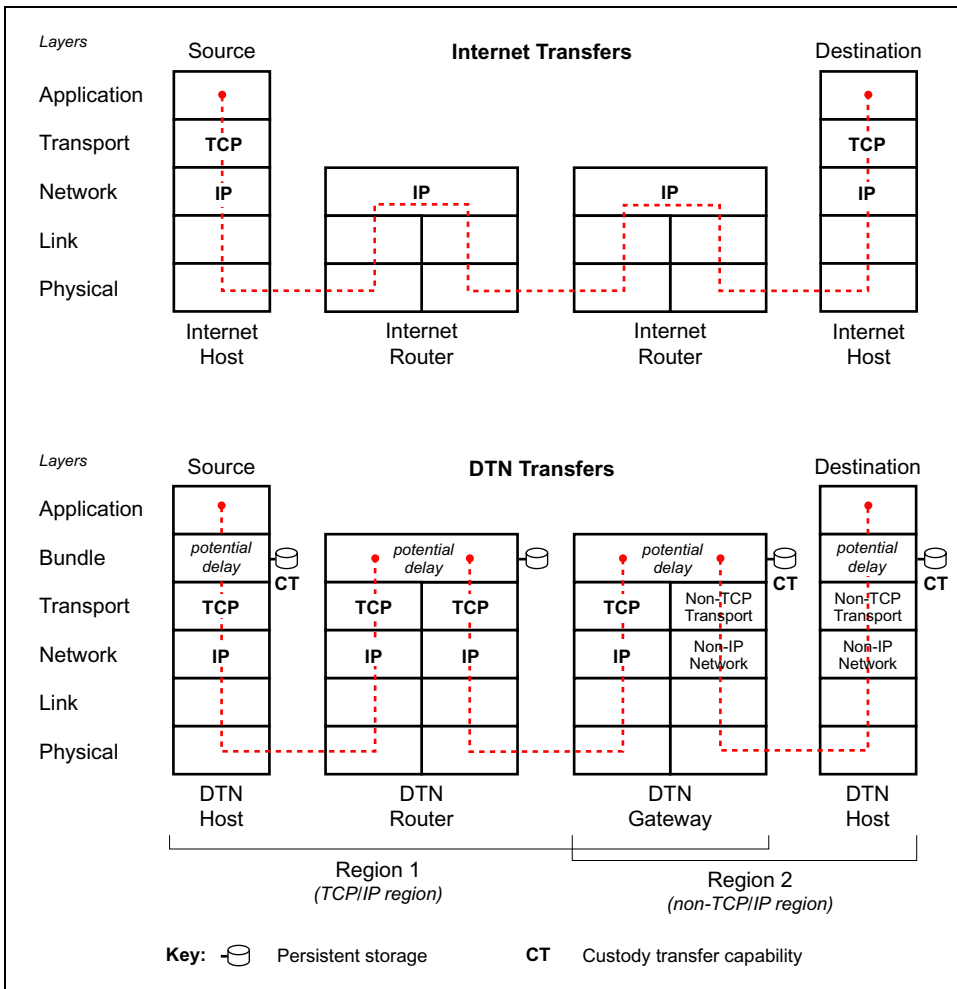 Layers
Source
Internet Transfers
Destination
Application
Transport
TCP
TCP
Network
IP
IP
IP
IP
Link
Physical
Internet
Host
Internet
Router
Internet
Router
Internet
Host
Layers
Source
DTN Transfers
Destination
Application
Bundle
potential
delay
CT
potential
delay
potential
delay
CT
potential
delay
CT
Transport
TCP
TCP
TCP
TCP
Non-TCP
Transport
Non-TCP
Transport
Network
IP
IP
IP
IP
Non-IP
Network
Non-IP
Network
Link
Physical
DTN
Host
DTN
Router
DTN
Gateway
DTN
Host
Region 1
(TCP/IP region)
Region 2
(non-TCP/IP region)
Key:
Persistent storage
CT
Custody transfer capability